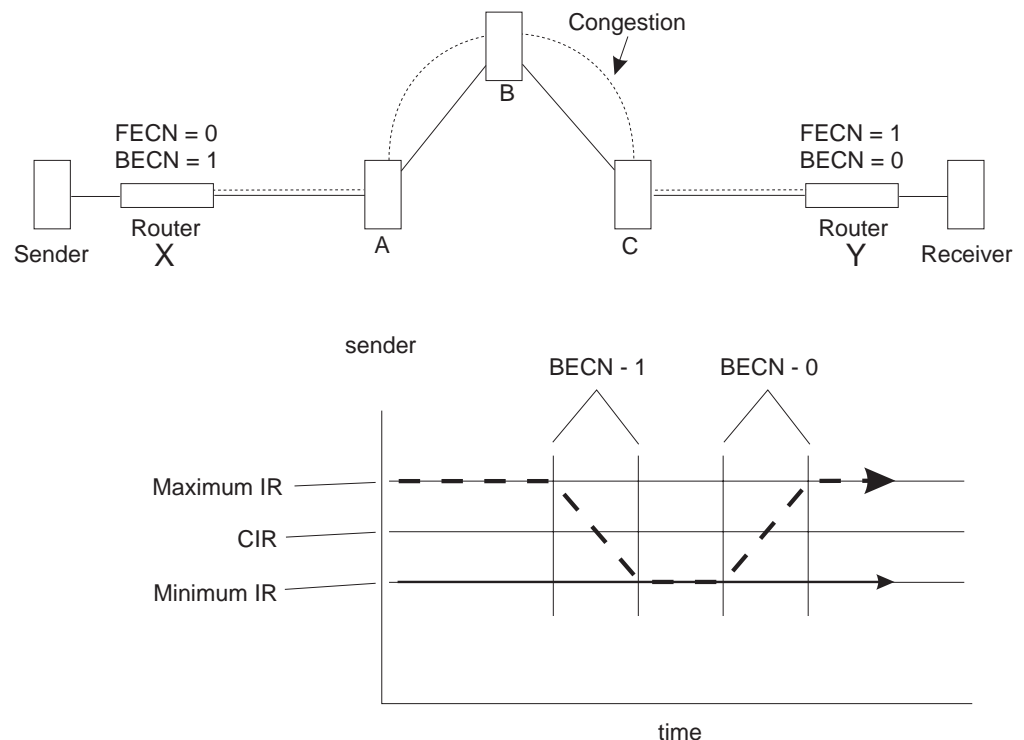 Congestion
B
FECN = 0
BECN = 1
FECN = 1
BECN = 0
Sender
Router
X
A
C
Router
Y
Receiver
sender
BECN - 1
BECN - 0
Maximum IR
CIR
Minimum IR
time